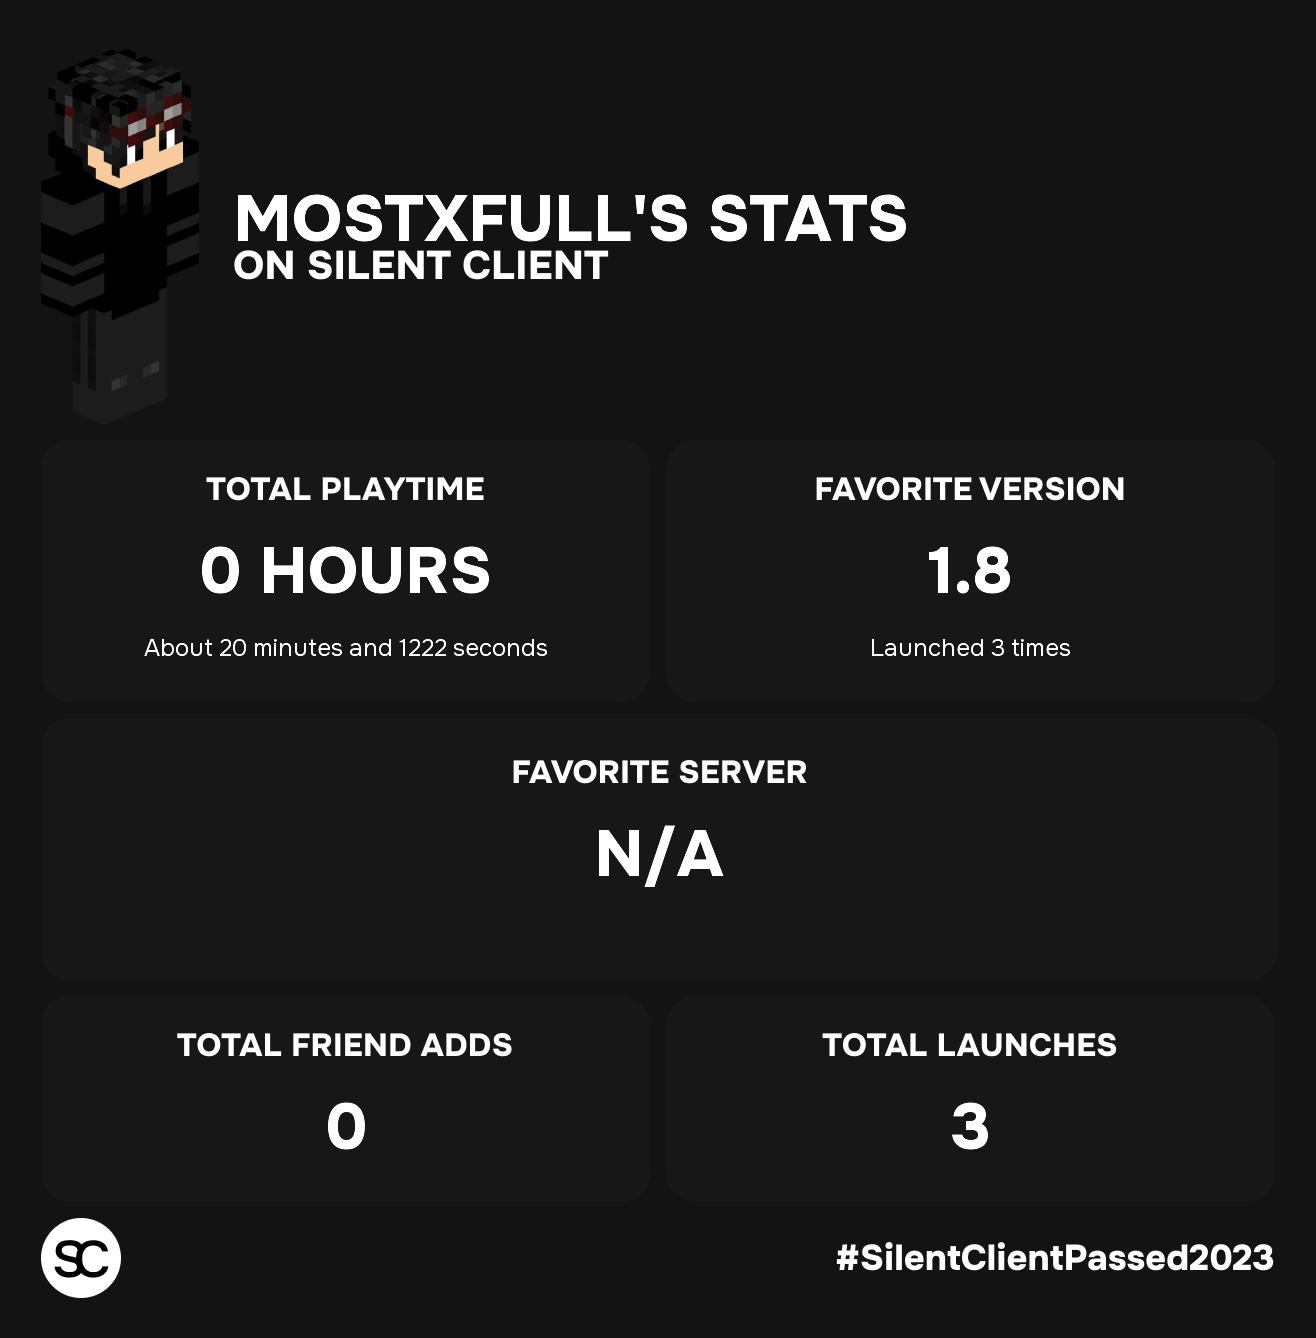 MOSTXFULL'S STATS
ON SILENT CLIENT
TOTAL PLAYTIME
0 HOURS
About 20 minutes and 1222 seconds
FAVORITE VERSION
1.8
Launched 3 times
FAVORITE SERVER
N/A
TOTAL FRIEND ADDS
0
TOTAL LAUNCHES
3
SC
#SilentClientPassed2023